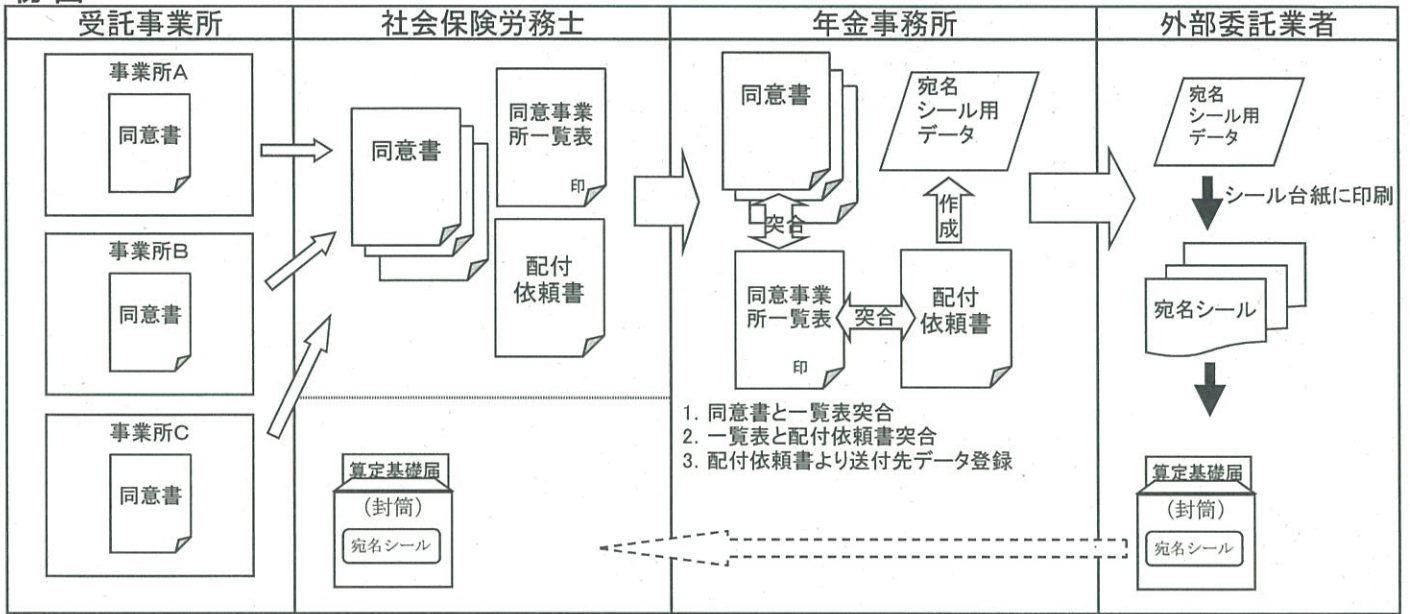 受託事業所
社会保険労務士
年金事務所
外部委託業者
事業所A
同意書
事業所B
同意書
事業所C
同意書
同意書
同意事業
所一覧表
印
配付
依頼書
算定基礎届
(封筒)
宛名シール
同意書
宛名
シール用
データ
突合
作
成
同意事業
所一覧表
印
突合
配付
依頼書
1. 同意書と一覧表突合
2. 一覧表と配付依頼書突合
3. 配付依頼書より送付先データ登録
宛名
シール用
データ
シール台紙に印刷
宛名シール
算定基礎届
(封筒)
宛名シール